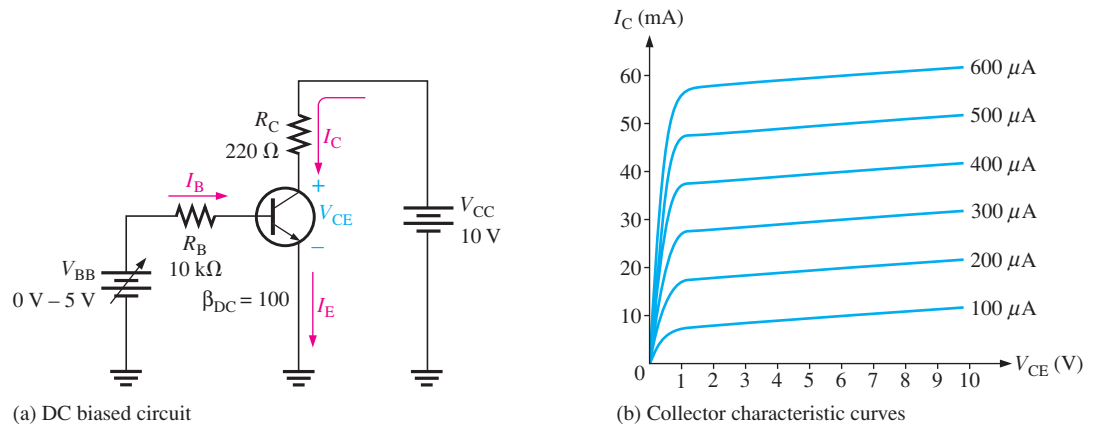 R_C
220 Ω
I_C
I_B
+
V_CE
–
V_CC
10 V
R_B
10 kΩ
V_BB
0 V – 5 V
β_DC = 100
I_E
(a) DC biased circuit
I_C (mA)
60
50
40
30
20
10
0
1 2 3 4 5 6 7 8 9 10
V_CE (V)
600 μA
500 μA
400 μA
300 μA
200 μA
100 μA
(b) Collector characteristic curves